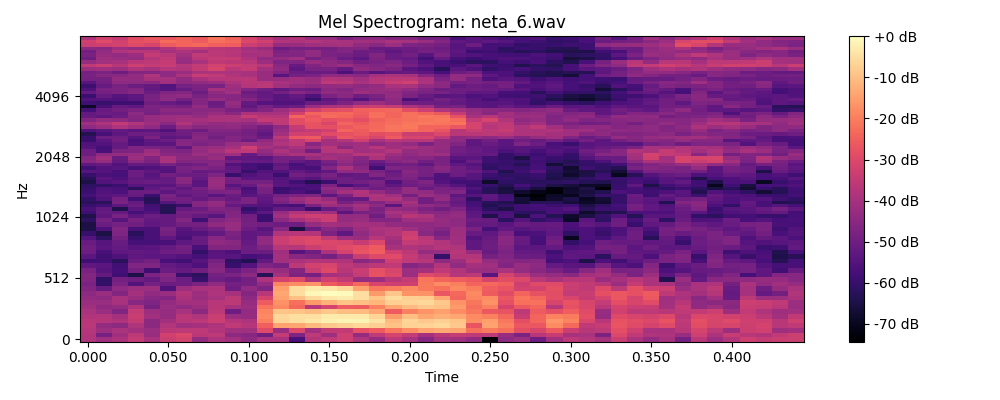 Mel Spectrogram: neta_6.wav
+0 dB
-10 dB
-20 dB
-30 dB
-40 dB
-50 dB
-60 dB
-70 dB
4096
2048
1024
512
0
Hz
0.000 0.050 0.100 0.150 0.200 0.250 0.300 0.350 0.400
Time